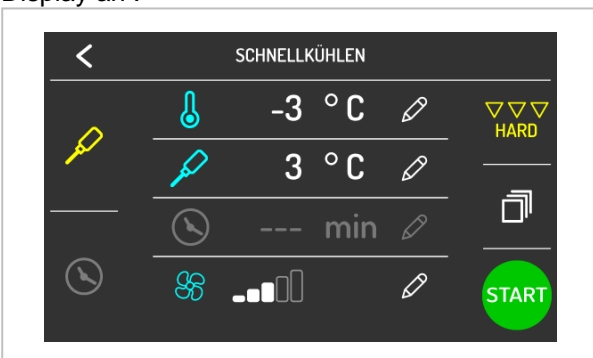 Display an .
SCHNELLKÜHLEN
-3 °C
HARD
3 °C
--- min
START